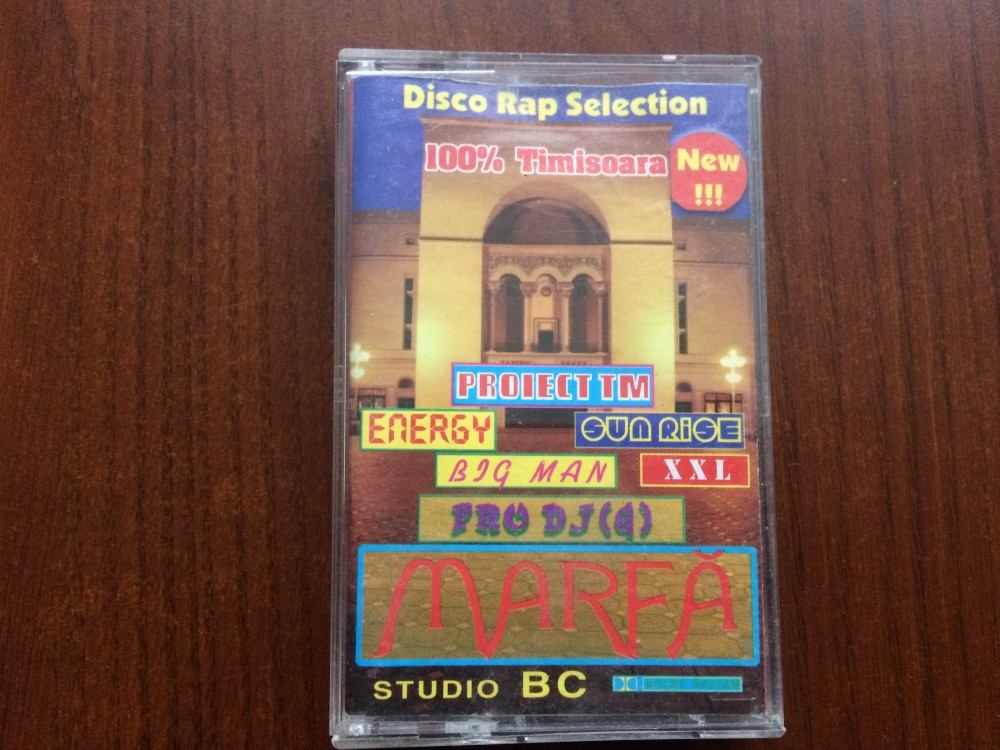 Disco Rap Selection
100% Timisoara
New
!!!
PROIECT TM
ENERGY
SUN RiSE
BIG MAN
XXL
PRO DJ(4)
MARFĂ
STUDIO BC